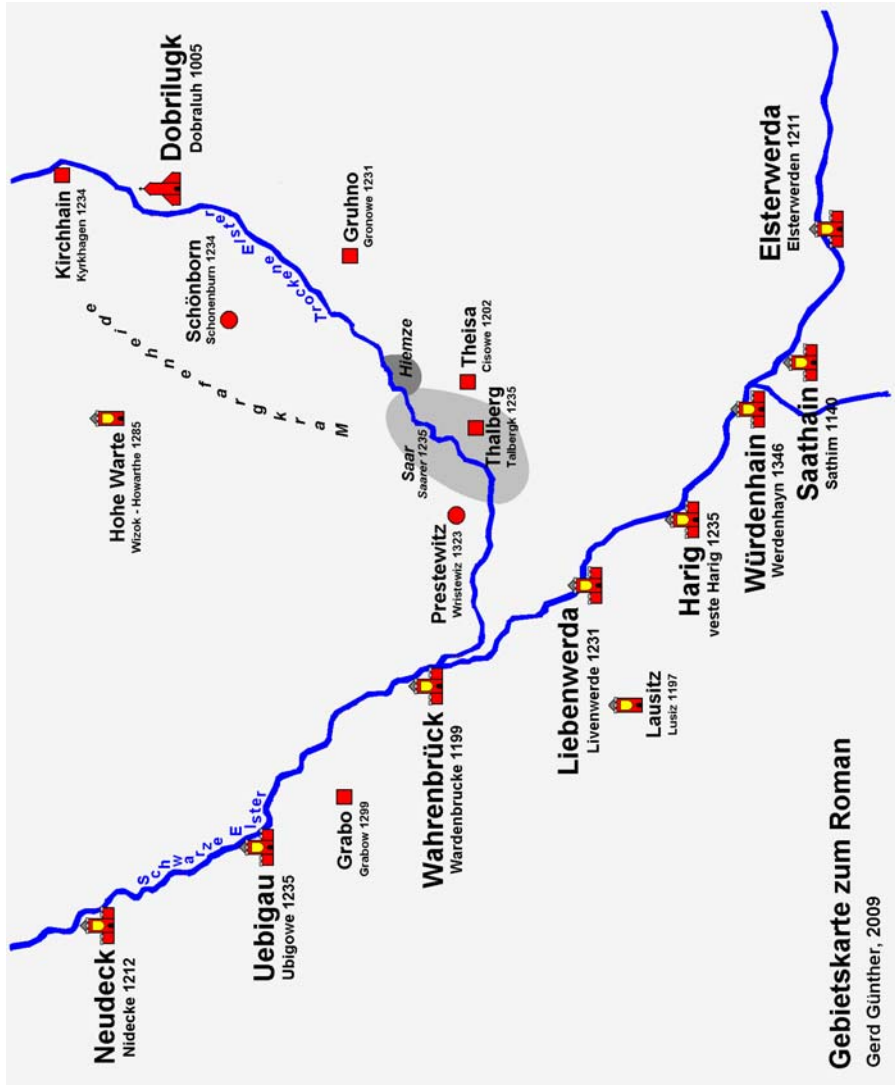 Neudeck
Nidecke 1212
Schwarze Elster
Uebigau
Ubigowe 1235
Grabo
Grabow 1299
Wahrenbrück
Wardenbrucke 1199
Hohe Warte
Wizok - Howarthe 1285
Markgrafenheide
Kirchhain
Kyrkhagen 1234
Dobrilugk
Dobraluh 1005
Schönborn
Schonenburn 1234
Trockene Elster
Gruhno
Gronowe 1231
Hiemze
Theisa
Cisowe 1202
Saar
Saarer 1235
Thalberg
Talbergk 1235
Prestewitz
Wristewiz 1323
Liebenwerda
Livenwerde 1231
Lausitz
Lusiz 1197
Harig
veste Harig 1235
Würdenhain
Werdenhayn 1346
Saathain
Sathim 1140
Elsterwerda
Elsterwerden 1211
Gebietskarte zum Roman
Gerd Günther, 2009